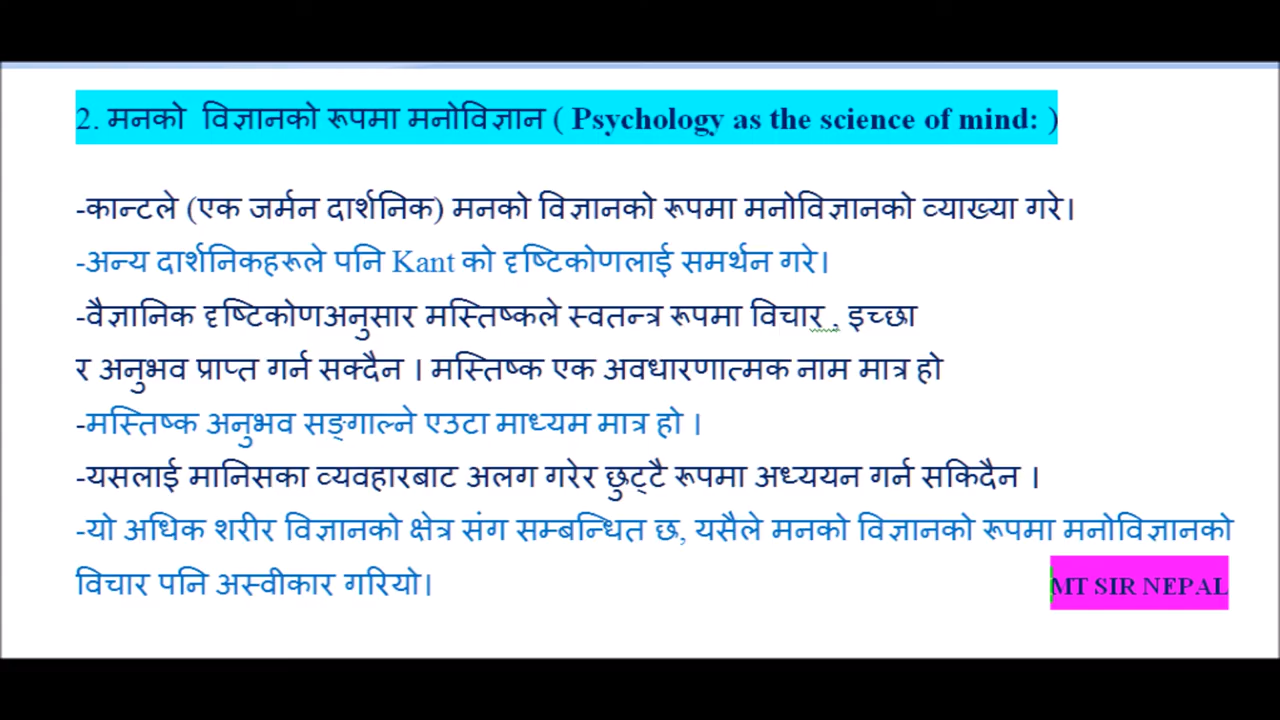 2. मनको विज्ञानको रूपमा मनोविज्ञान ( Psychology as the science of mind: )
-कान्टले (एक जर्मन दार्शनिक) मनको विज्ञानको रूपमा मनोविज्ञानको व्याख्या गरे।
-अन्य दार्शनिकहरूले पनि Kant को दृष्टिकोणलाई समर्थन गरे।
-वैज्ञानिक दृष्टिकोणअनुसार मस्तिष्कले स्वतन्त्र रूपमा विचार , इच्छा
र अनुभव प्राप्त गर्न सक्दैन । मस्तिष्क एक अवधारणात्मक नाम मात्र हो
-मस्तिष्क अनुभव सङ्गाल्ने एउटा माध्यम मात्र हो ।
-यसलाई मानिसका व्यवहारबाट अलग गरेर छुट्टै रूपमा अध्ययन गर्न सकिदैन ।
-यो अधिक शरीर विज्ञानको क्षेत्र संग सम्बन्धित छ, यसैले मनको विज्ञानको रूपमा मनोविज्ञानको
विचार पनि अस्वीकार गरियो।
MT SIR NEPAL